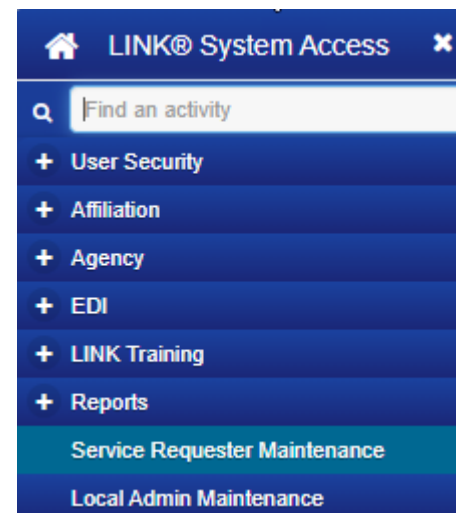 LINK® System Access
Find an activity
User Security
Affiliation
Agency
EDI
LINK Training
Reports
Service Requester Maintenance
Local Admin Maintenance